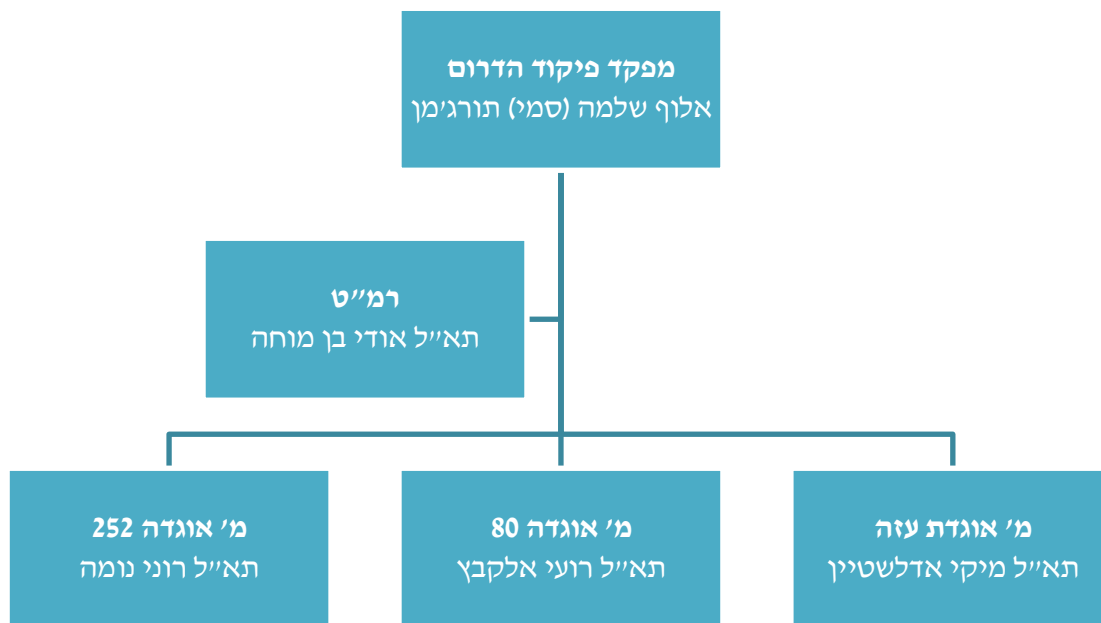 מפקד פיקוד הדרום
אלוף שלמה (סמי) תורג'מן
רמ"ט
תא"ל אודי בן מוחה
מ' אוגדת עזה
תא"ל מיקי אדלשטיין
מ' אוגדה 80
תא"ל רועי אלקבץ
מ' אוגדה 252
תא"ל רוני נומה